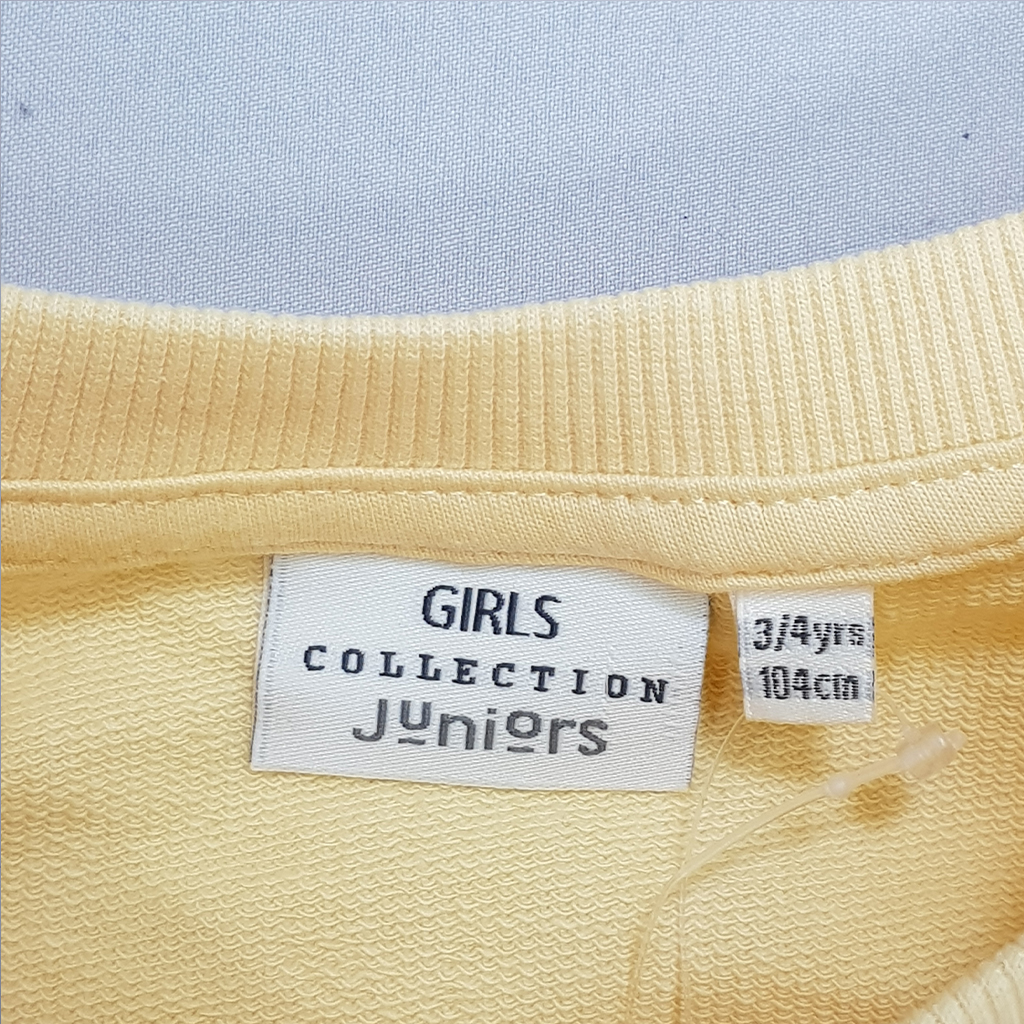 GIRLS
COLLECTION
Juniors
3/4yrs
104cm